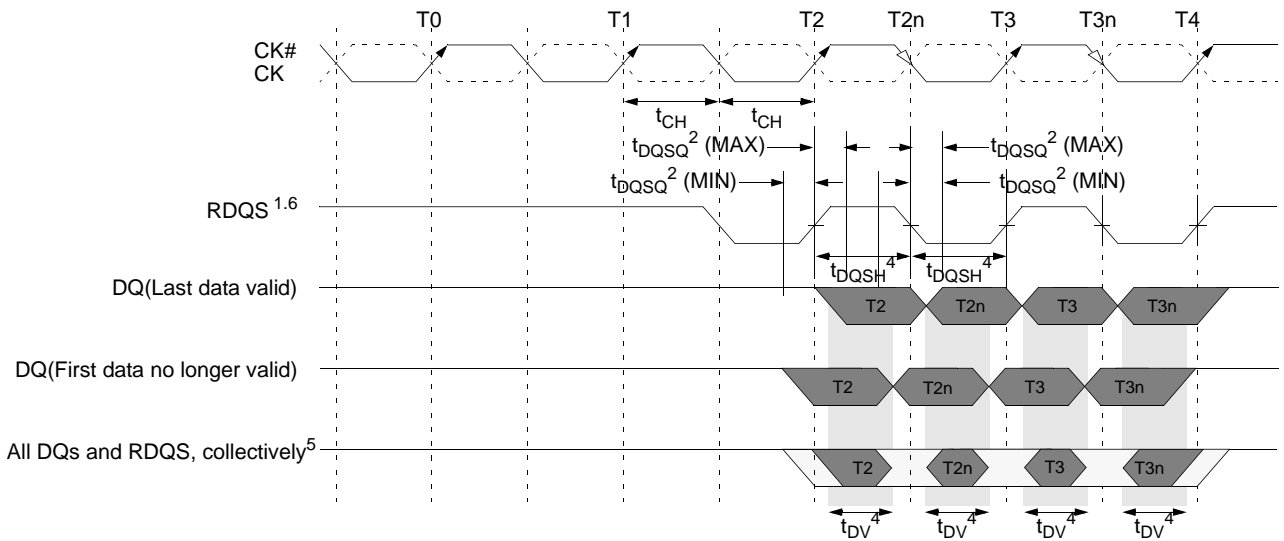 T0 T1 T2 T2n T3 T3n T4
CK#
CK
tCH tCH
tDQSQ2 (MAX) tDQSQ2 (MAX)
tDQSQ2 (MIN) tDQSQ2 (MIN)
RDQS 1.6
tDQSH4 tDQSH4
DQ(Last data valid) T2 T2n T3 T3n
DQ(First data no longer valid) T2 T2n T3 T3n
All DQs and RDQS, collectively5 T2 T2n T3 T3n
tDV4 tDV4 tDV4 tDV4